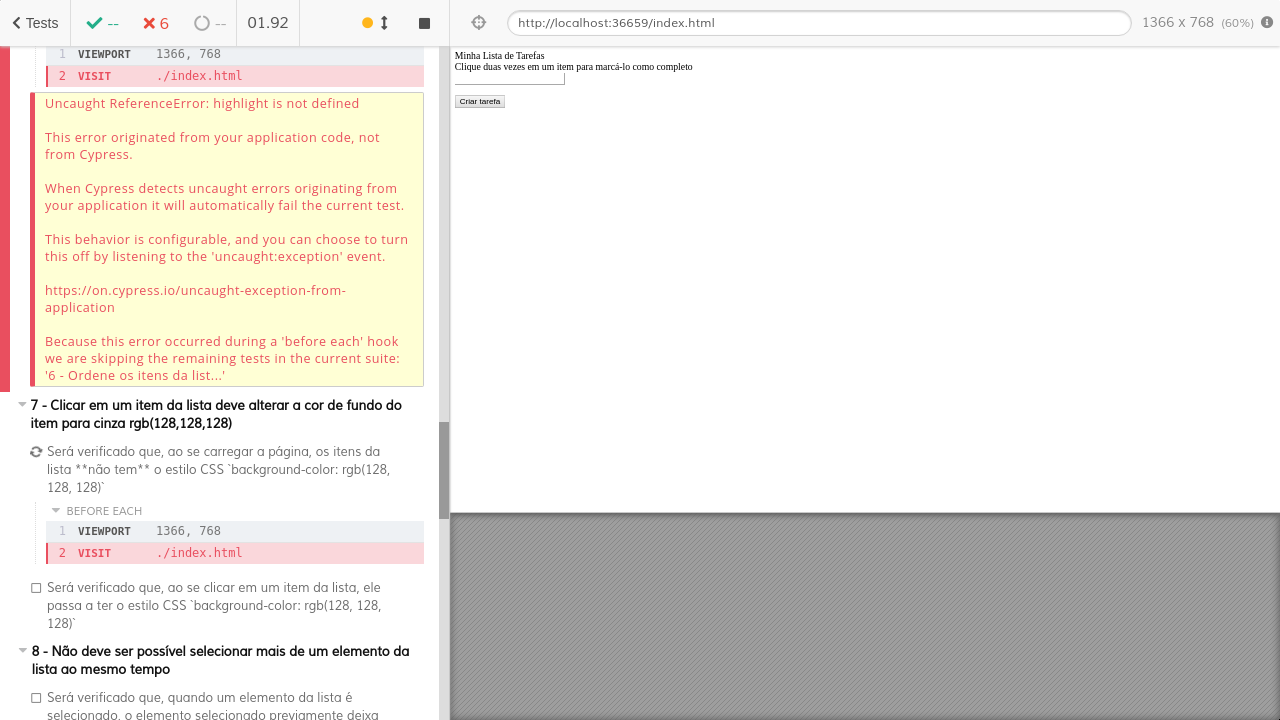 Tests
--
6
--
01.92
http://localhost:36659/index.html
1366 x 768 (60%)
1 VIEWPORT 1366, 768
2 VISIT ./index.html
Uncaught ReferenceError: highlight is not defined
This error originated from your application code, not
from Cypress.
When Cypress detects uncaught errors originating from
your application it will automatically fail the current test.
This behavior is configurable, and you can choose to turn
this off by listening to the 'uncaught:exception' event.
https://on.cypress.io/uncaught-exception-from-
application
Because this error occurred during a 'before each' hook
we are skipping the remaining tests in the current suite:
'6 - Ordene os itens da list...'
7 - Clicar em um item da lista deve alterar a cor de fundo do
item para cinza rgb(128,128,128)
Será verificado que, ao se carregar a página, os itens da
lista **não tem** o estilo CSS `background-color: rgb(128,
128, 128)`
BEFORE EACH
1 VIEWPORT 1366, 768
2 VISIT ./index.html
Será verificado que, ao se clicar em um item da lista, ele
passa a ter o estilo CSS `background-color: rgb(128, 128,
128)`
8 - Não deve ser possível selecionar mais de um elemento da
lista ao mesmo tempo
Será verificado que, quando um elemento da lista é
selecionado, o elemento selecionado previamente deixa
Minha Lista de Tarefas
Clique duas vezes em um item para marcá-lo como completo
Criar tarefa